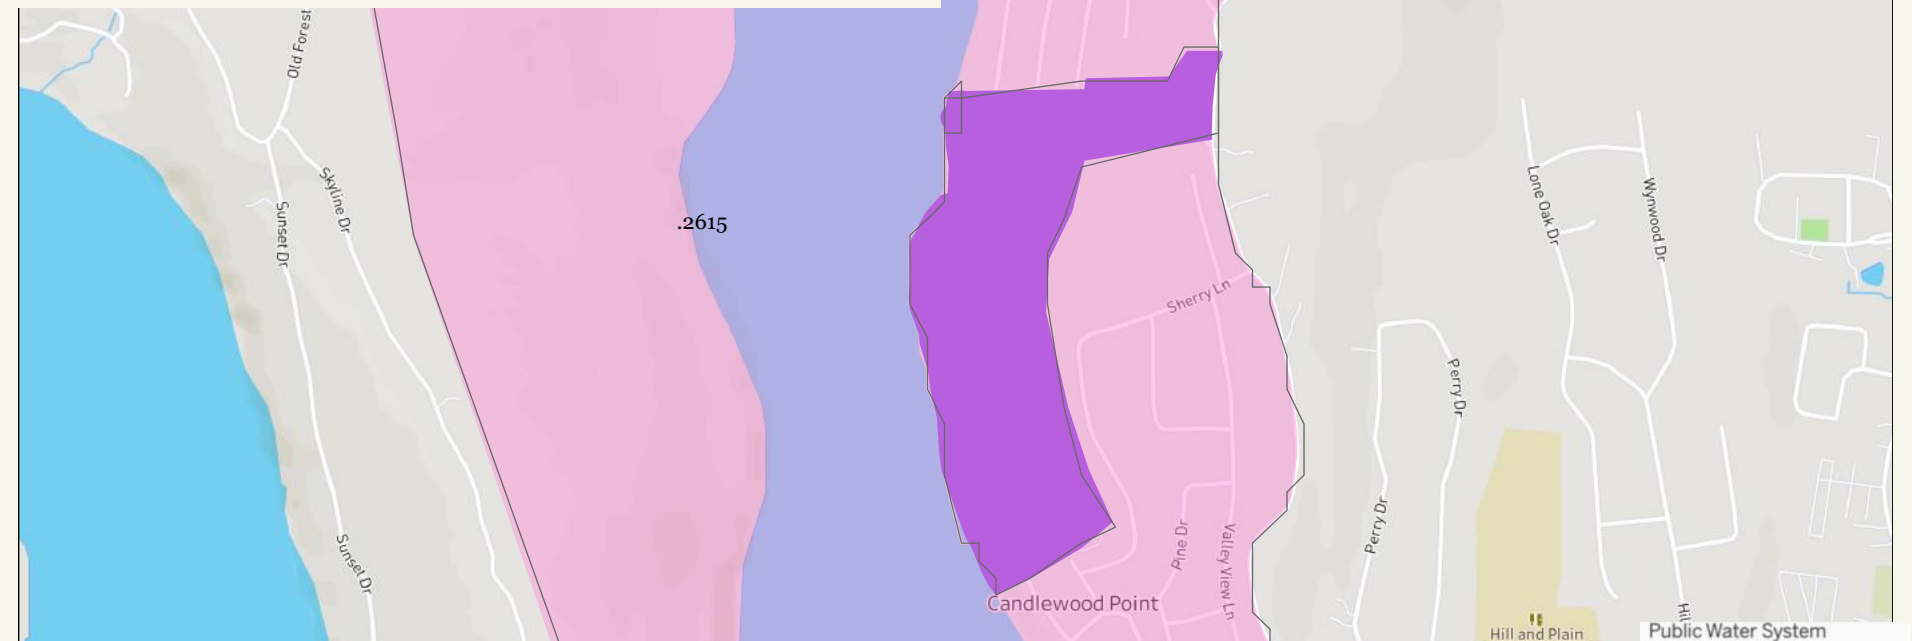 Old Forest
Skyline Dr
Sunset Dr
.2615
Lone Oak Dr
Wynwood Dr
Sherry Ln
Perry Dr
Perry Dr
Pine Dr
Valley View Ln
Sunset Dr
Candlewood Point
Hill
Hill and Plain
Public Water System